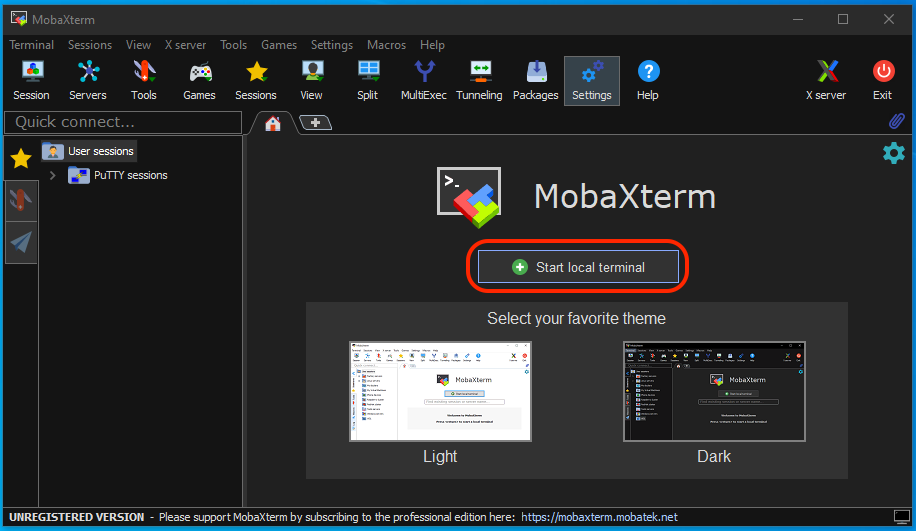 MobaXterm
Terminal Sessions View X server Tools Games Settings Macros Help
Session Servers Tools Games Sessions View Split MultiExec Tunneling Packages Settings Help X server Exit
Quick connect...
User sessions
PuTTY sessions
>_
MobaXterm
Start local terminal
Select your favorite theme
MobaXterm
MobaXterm
Light
Dark
UNREGISTERED VERSION - Please support MobaXterm by subscribing to the professional edition here: https://mobaxterm.mobatek.net